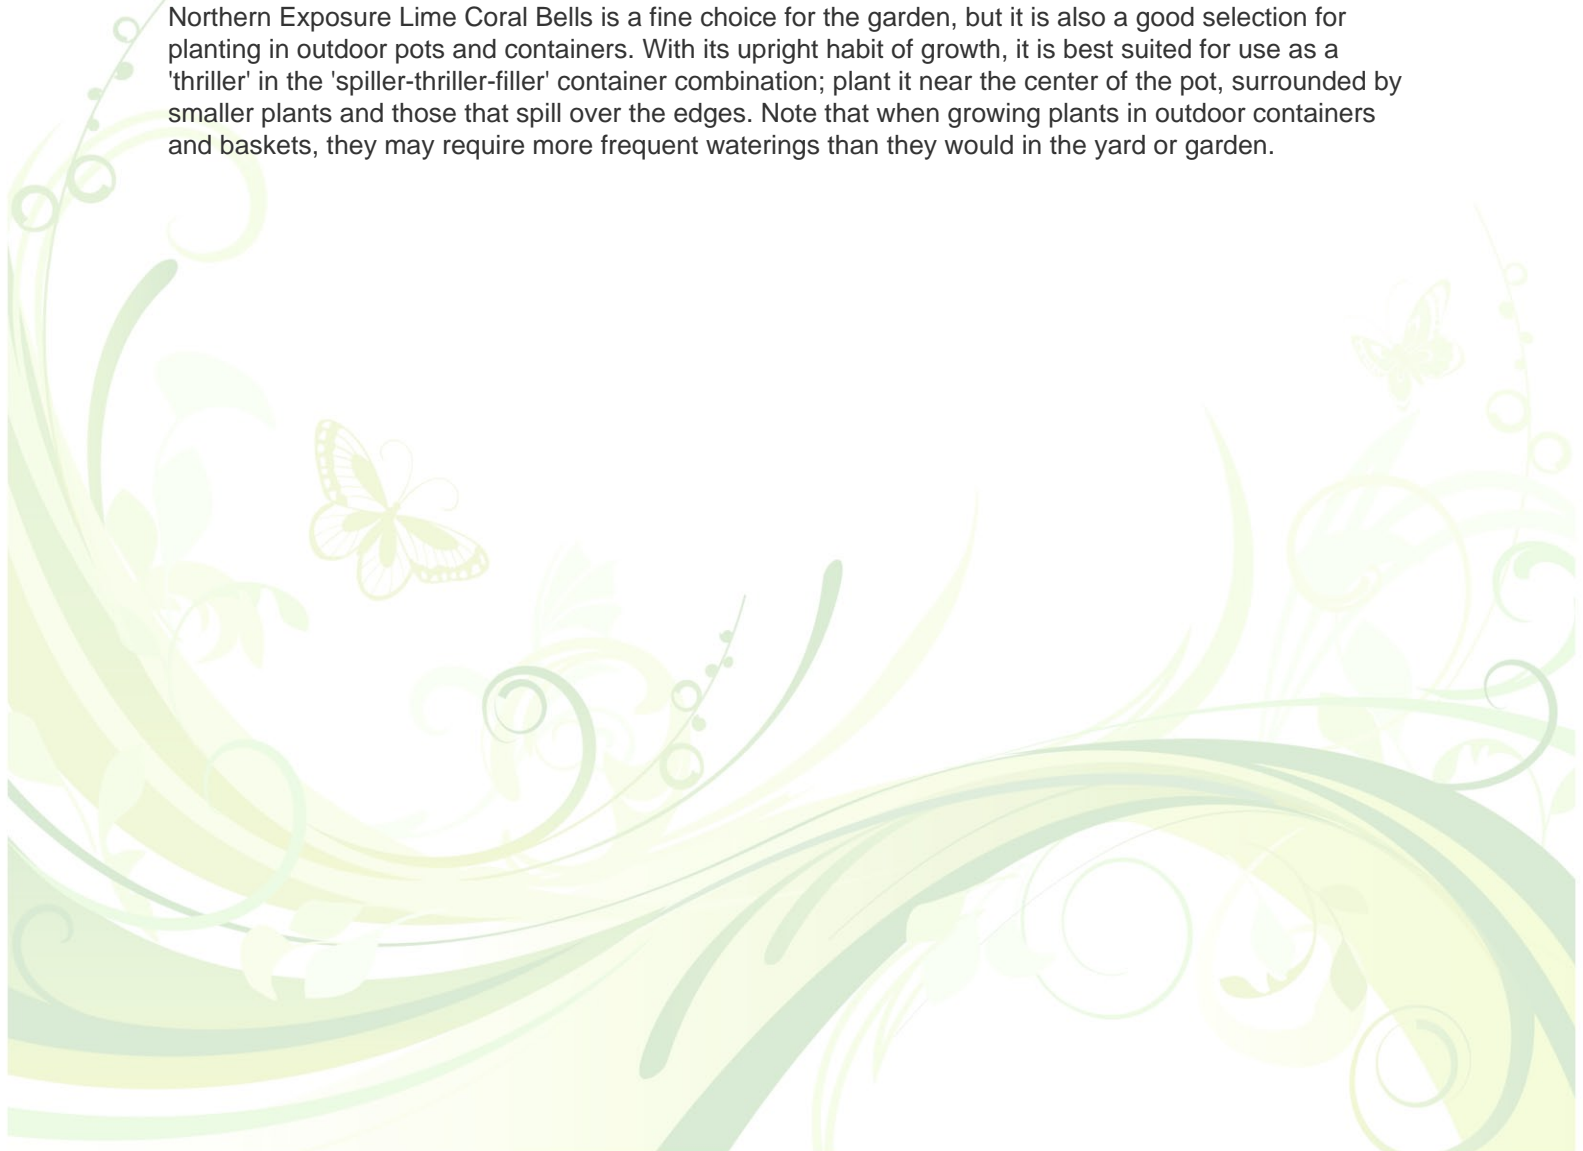 Northern Exposure Lime Coral Bells is a fine choice for the garden, but it is also a good selection for
planting in outdoor pots and containers. With its upright habit of growth, it is best suited for use as a
'thriller' in the 'spiller-thriller-filler' container combination; plant it near the center of the pot, surrounded by
smaller plants and those that spill over the edges. Note that when growing plants in outdoor containers
and baskets, they may require more frequent waterings than they would in the yard or garden.